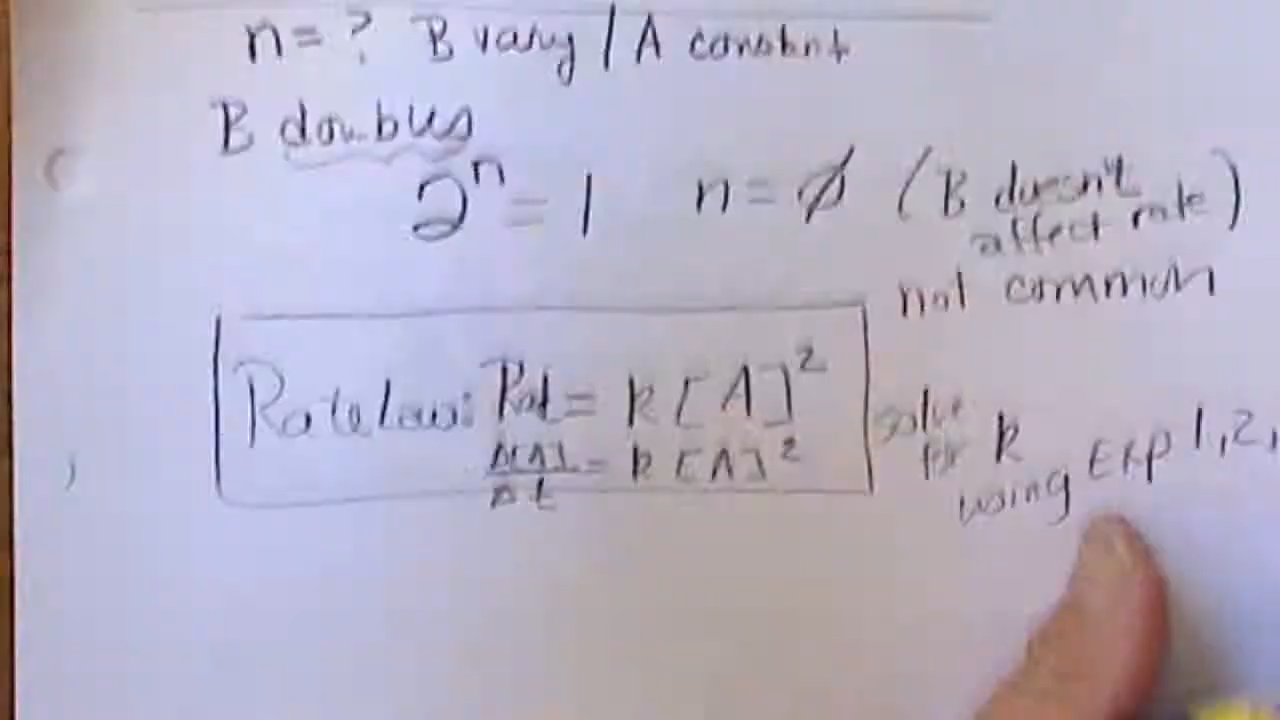 n = ? B vary / A constant
B doubles
2ⁿ = 1 n = ∅ (B doesn't affect rate)
not common
Rate Law: Rate = k [A]²
Δ[A]/Δt = k [A]²
solve for k
using Exp 1, 2,